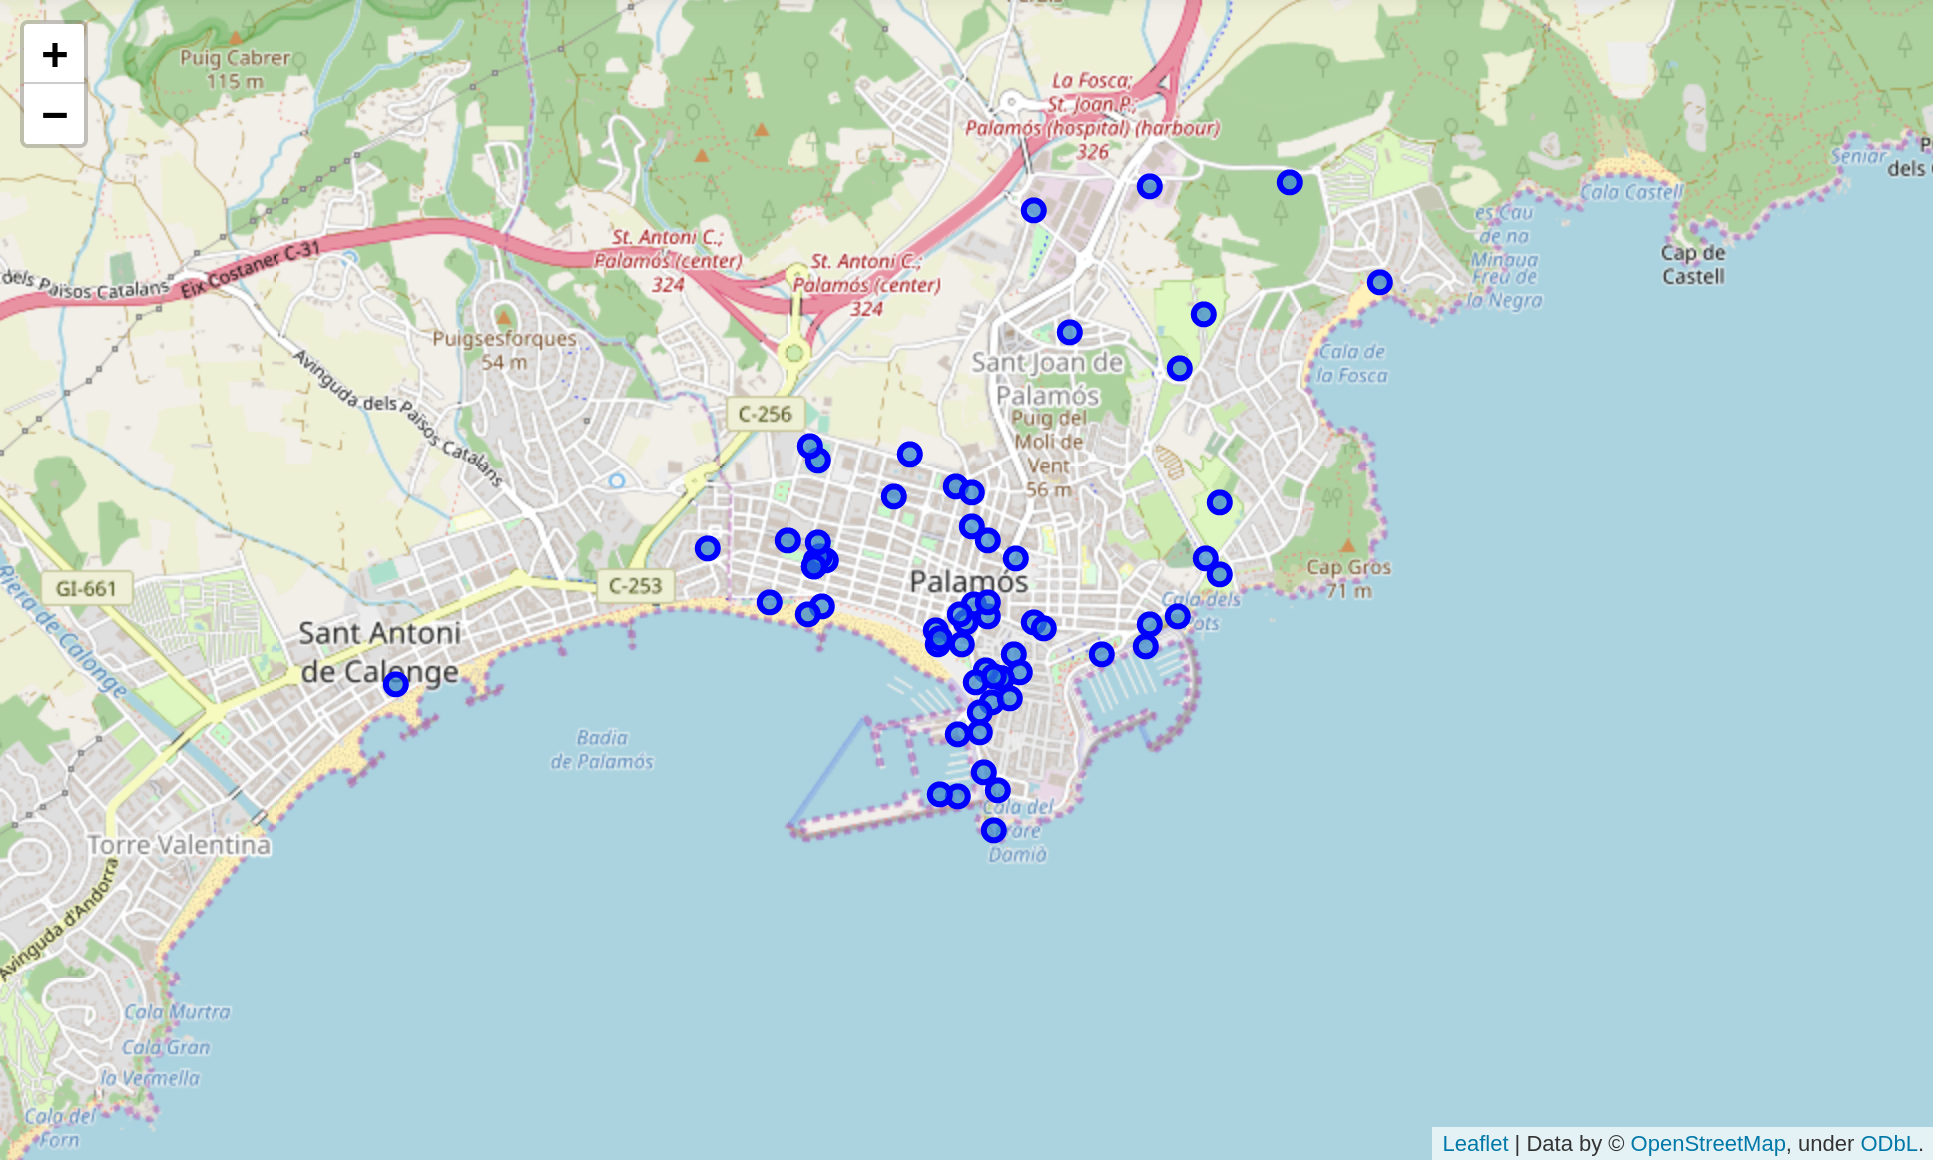 +
−
Puig Cabrer
115 m
La Fosca;
St. Joan P.;
Palamós (hospital) (harbour)
326
Seniar
dels
Cala Castell
es Cau
de na
Minaua
Freu de
la Negra
Cap de
Castell
St. Antoni C.;
Palamós (center)
324
St. Antoni C.;
Palamós (center)
324
dels Països Catalans
Eix Costaner C-31
Puigsesforques
54 m
Avinguda dels Països Catalans
Sant Joan de
Palamós
Puig del
Molí de
Vent
56 m
Cala de
la Fosca
C-256
Cap Gros
71 m
GI-661
C-253
Palamós
Cala dels
Riera de Calonge
Sant Antoni
de Calonge
Badia
de Palamós
Cala del
Damià
Torre Valentina
Avinguda d'Andorra
Cala Murtra
Cala Gran
la Vermella
Cala del
Forn
Leaflet | Data by © OpenStreetMap, under ODbL.